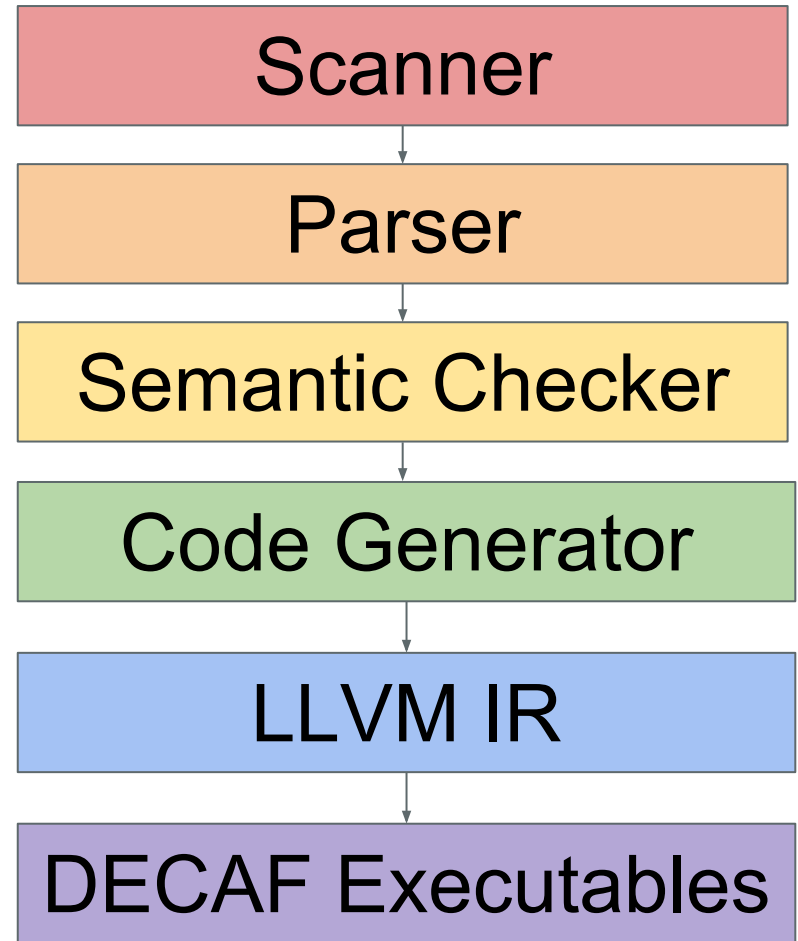 Scanner
Parser
Semantic Checker
Code Generator
LLVM IR
DECAF Executables